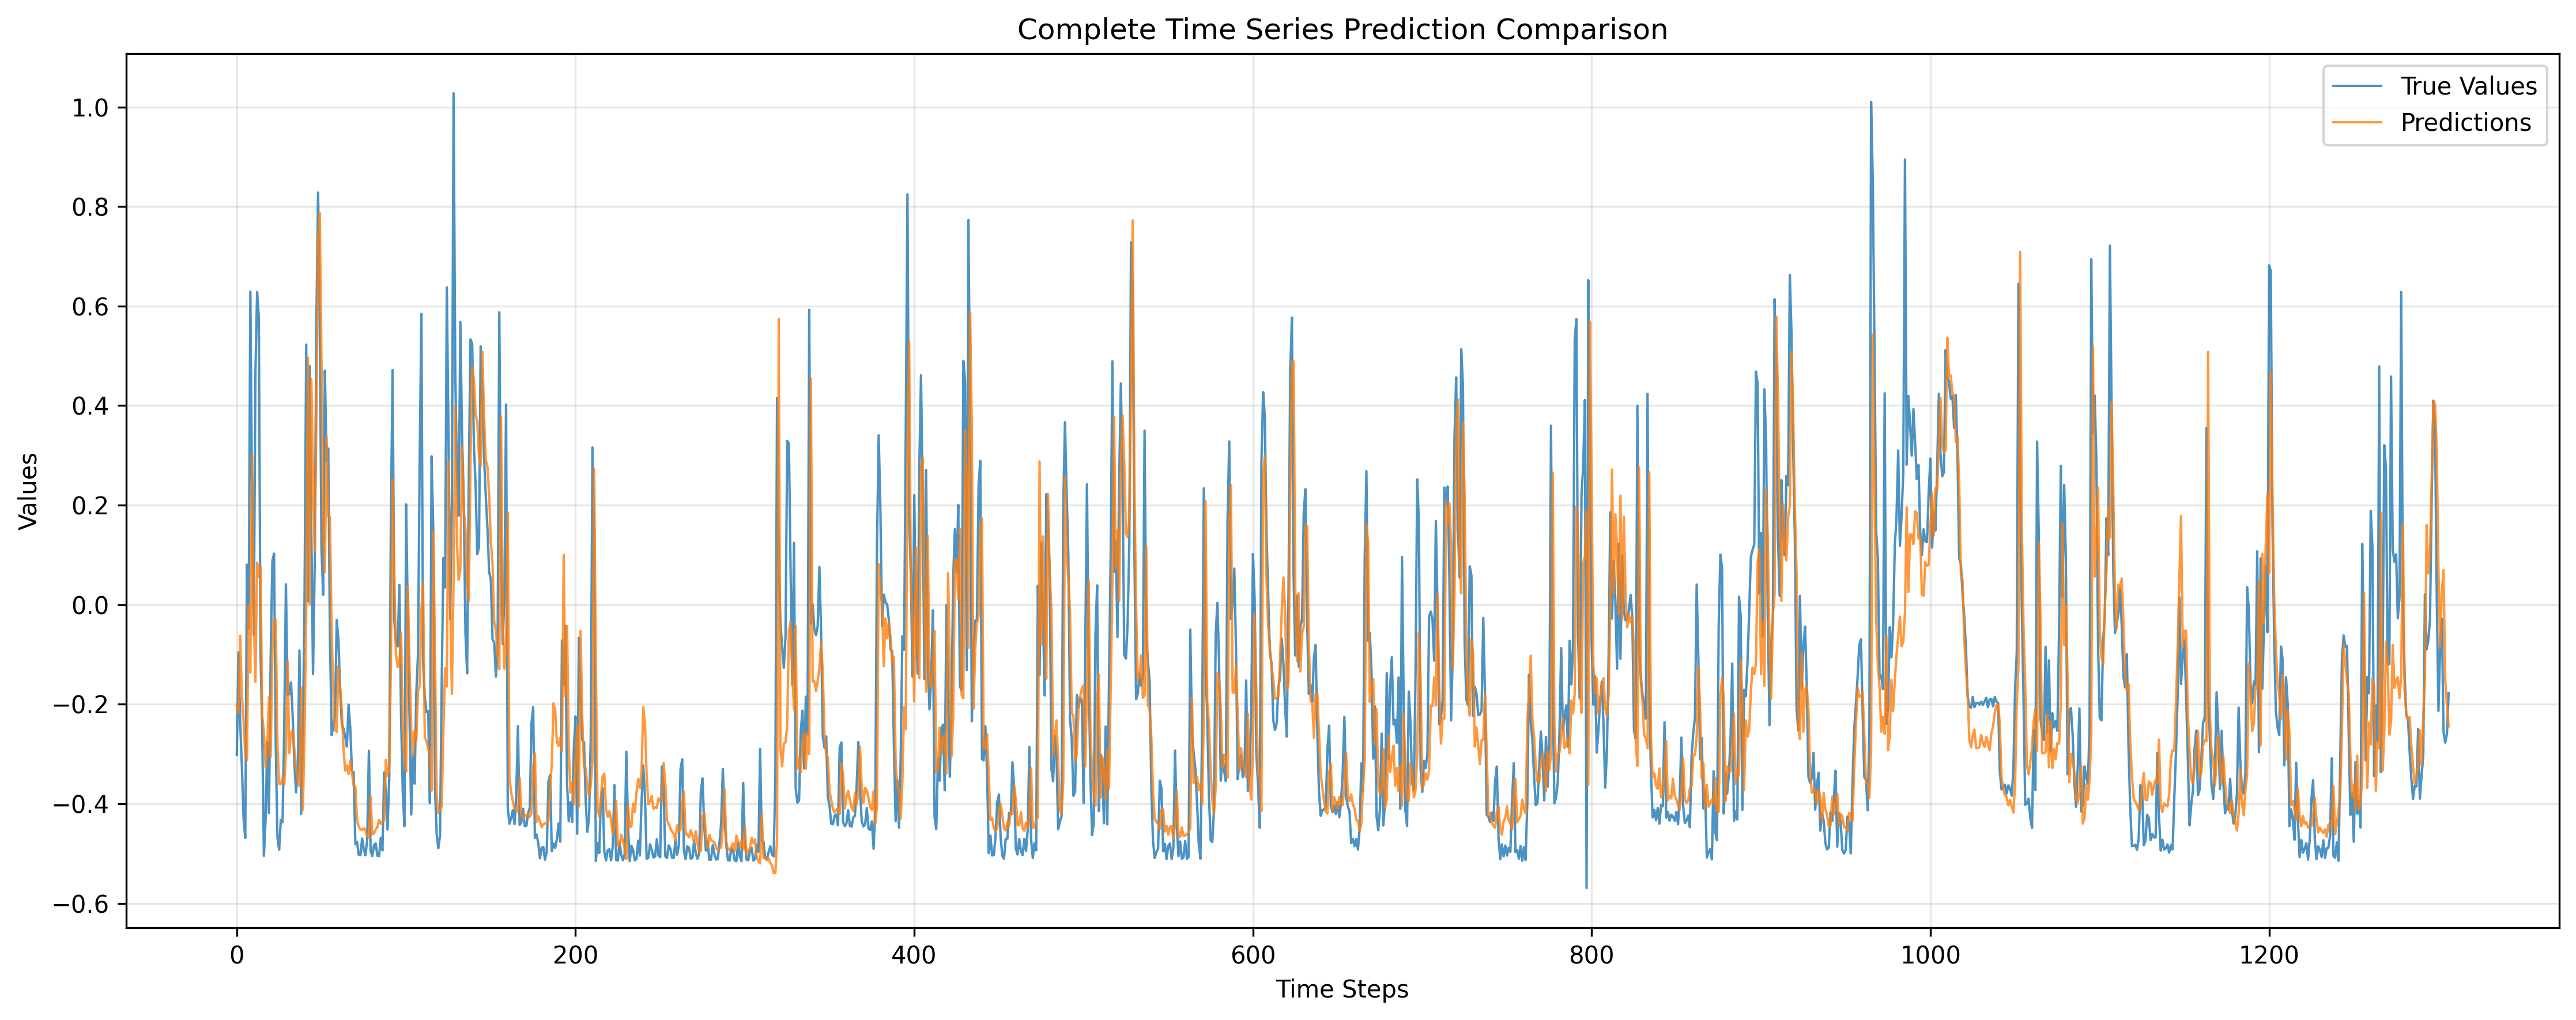 Complete Time Series Prediction Comparison
True Values
Predictions
Values
1.0
0.8
0.6
0.4
0.2
0.0
−0.2
−0.4
−0.6
0 200 400 600 800 1000 1200
Time Steps